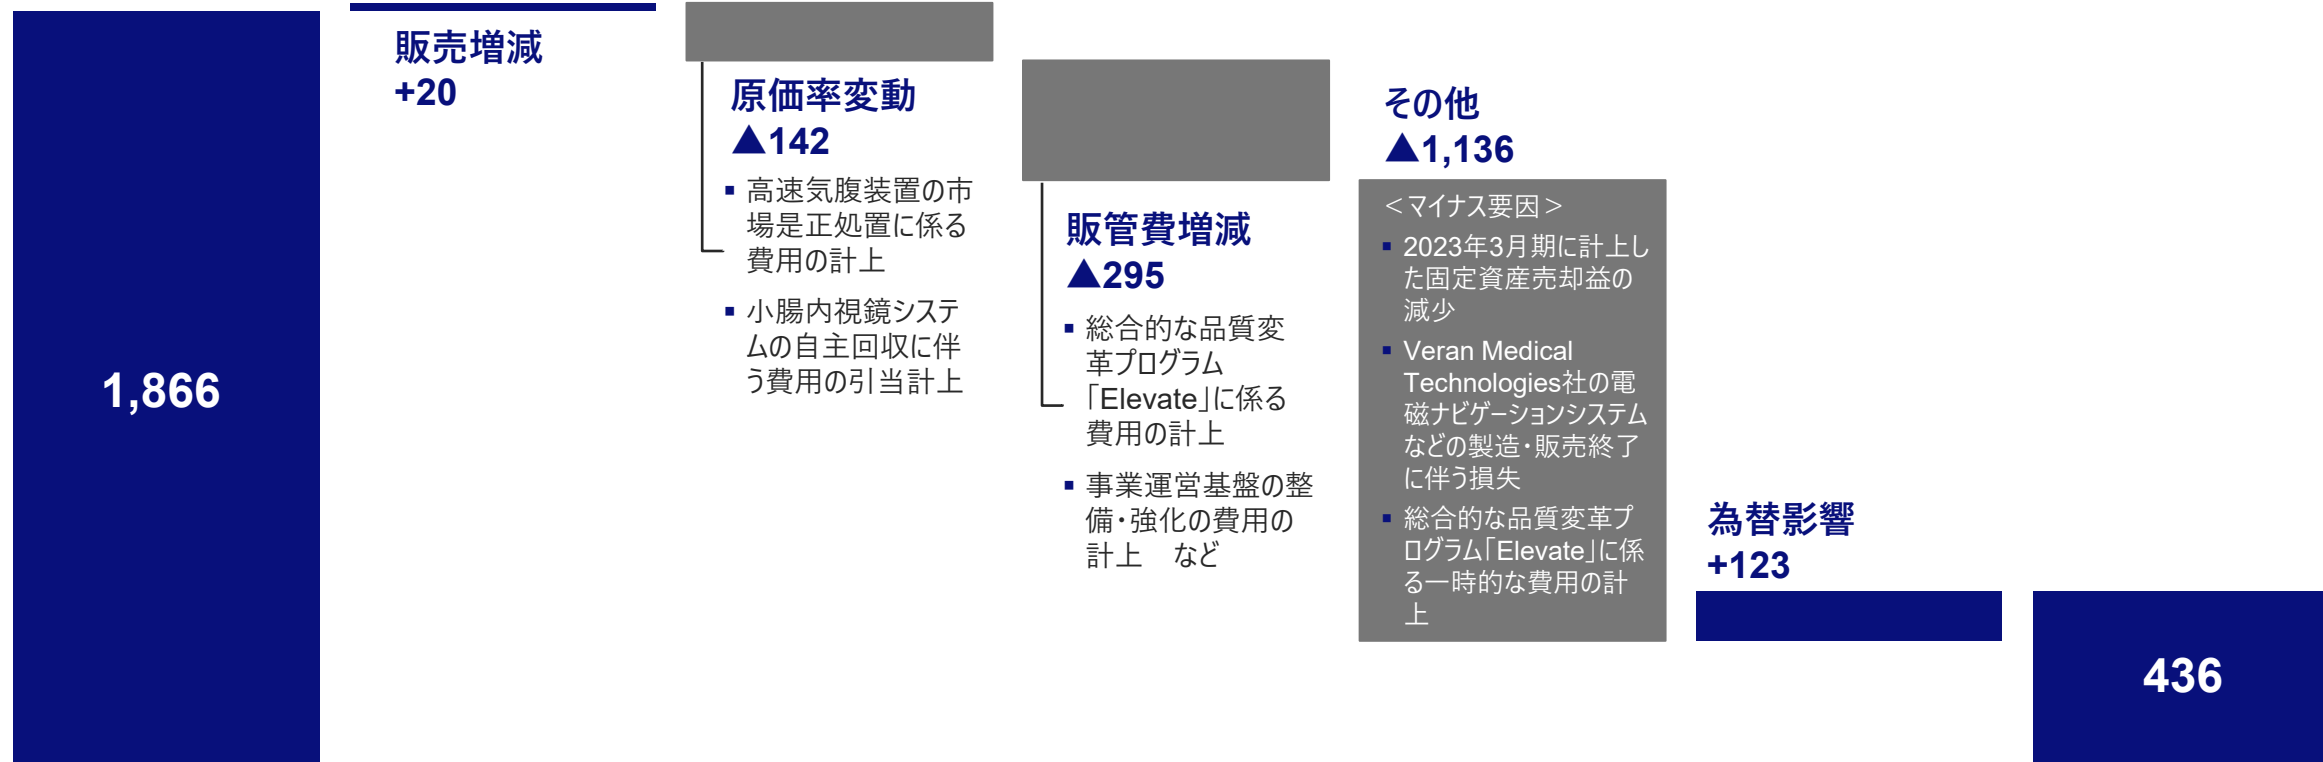 1,866
販売増減
+20
原価率変動
▲142
▪ 高速気腹装置の市
場是正処置に係る
費用の計上
▪ 小腸内視鏡システ
ムの自主回収に伴
う費用の引当計上
販管費増減
▲295
▪ 総合的な品質変
革プログラム
「Elevate」に係る
費用の計上
▪ 事業運営基盤の整
備・強化の費用の
計上　など
その他
▲1,136
＜マイナス要因＞
▪ 2023年3月期に計上し
た固定資産売却益の
減少
▪ Veran Medical
Technologies社の電
磁ナビゲーションシステム
などの製造・販売終了
に伴う損失
▪ 総合的な品質変革プ
ログラム「Elevate」に係
る一時的な費用の計
上
為替影響
+123
436